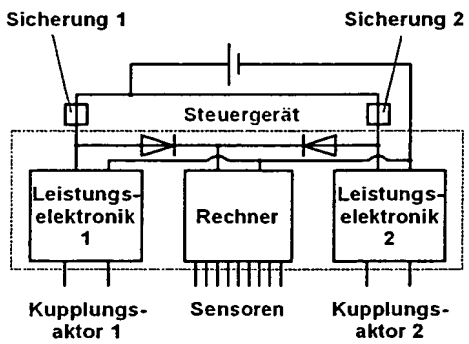 Sicherung 1
Sicherung 2
Steuergerät
Leistungs-
elektronik
1
Rechner
Leistungs-
elektronik
2
Kupplungs-
aktor 1
Sensoren
Kupplungs-
aktor 2